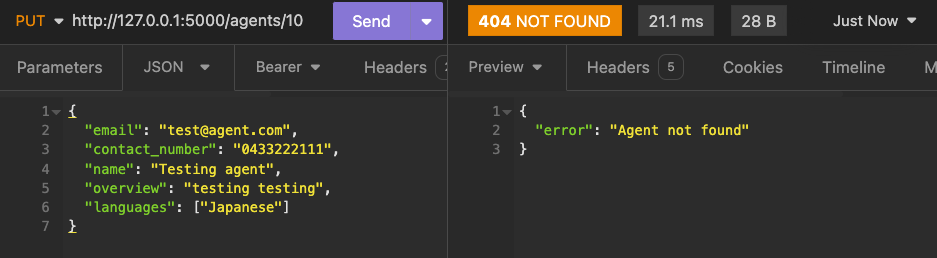 PUT http://127.0.0.1:5000/agents/10 Send 404 NOT FOUND 21.1 ms 28 B Just Now
Parameters JSON Bearer Headers Preview Headers 5 Cookies Timeline
1 {
2 "email": "test@agent.com",
3 "contact_number": "0433222111",
4 "name": "Testing agent",
5 "overview": "testing testing",
6 "languages": ["Japanese"]
7 }
1 {
2 "error": "Agent not found"
3 }